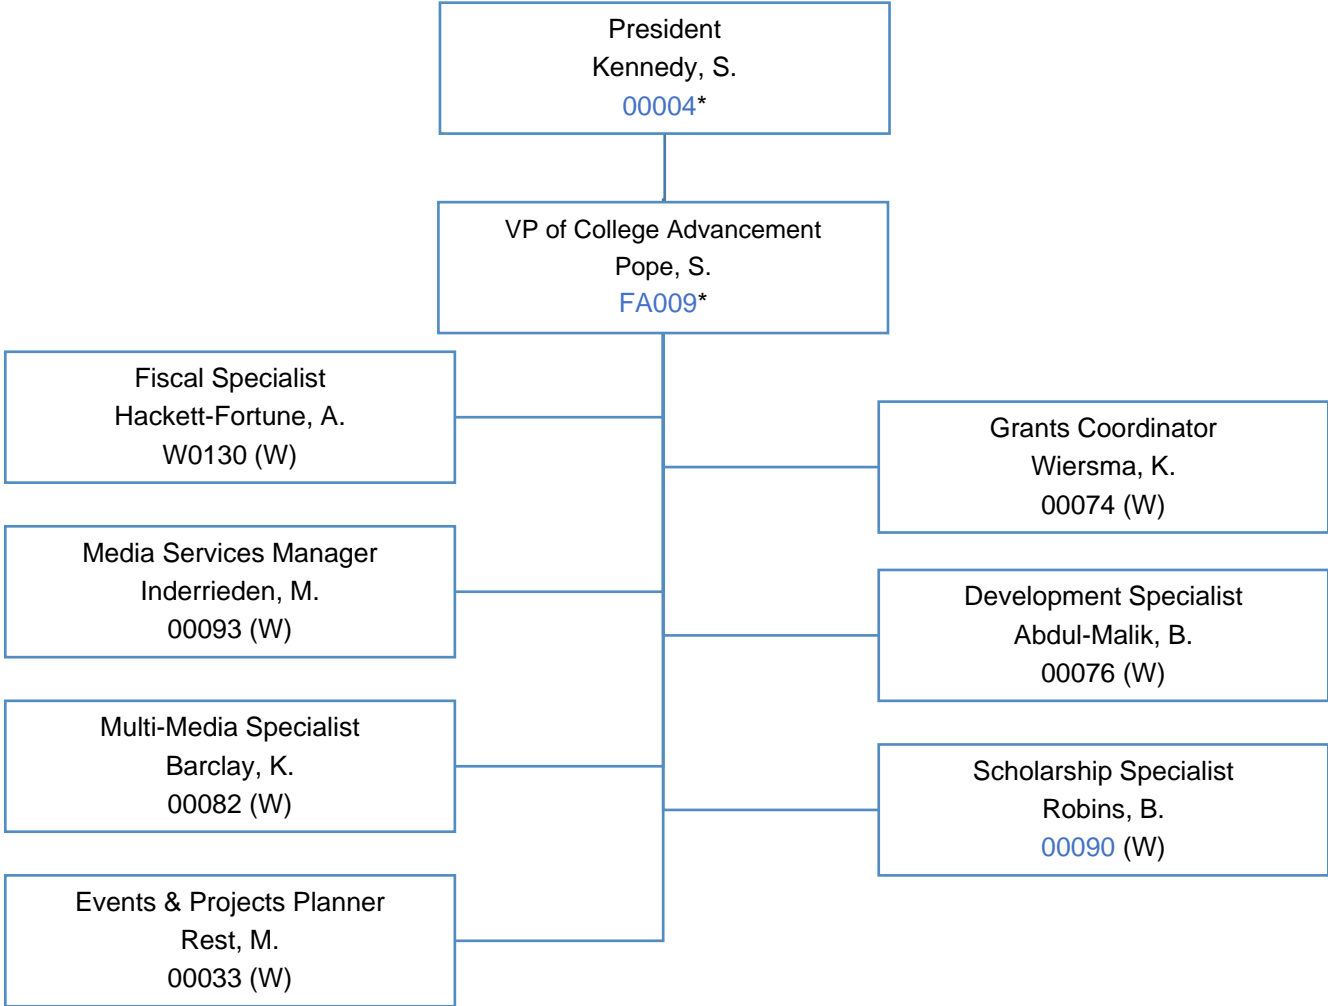 President
Kennedy, S.
00004*
VP of College Advancement
Pope, S.
FA009*
Fiscal Specialist
Hackett-Fortune, A.
W0130 (W)
Grants Coordinator
Wiersma, K.
00074 (W)
Media Services Manager
Inderrieden, M.
00093 (W)
Development Specialist
Abdul-Malik, B.
00076 (W)
Multi-Media Specialist
Barclay, K.
00082 (W)
Scholarship Specialist
Robins, B.
00090 (W)
Events & Projects Planner
Rest, M.
00033 (W)